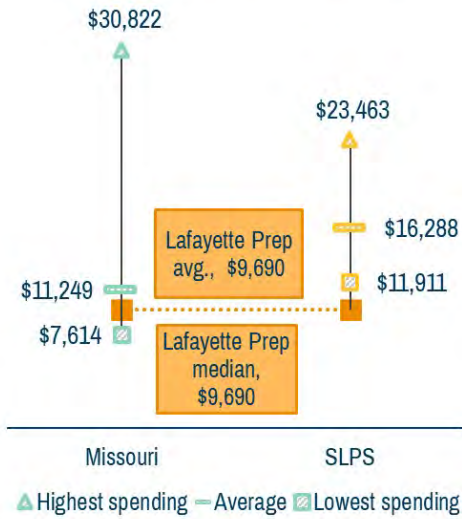 $30,822
$23,463
Lafayette Prep
avg., $9,690
$16,288
$11,249
$11,911
$7,614
Lafayette Prep
median,
$9,690
Missouri
SLPS
Highest spending
Average
Lowest spending